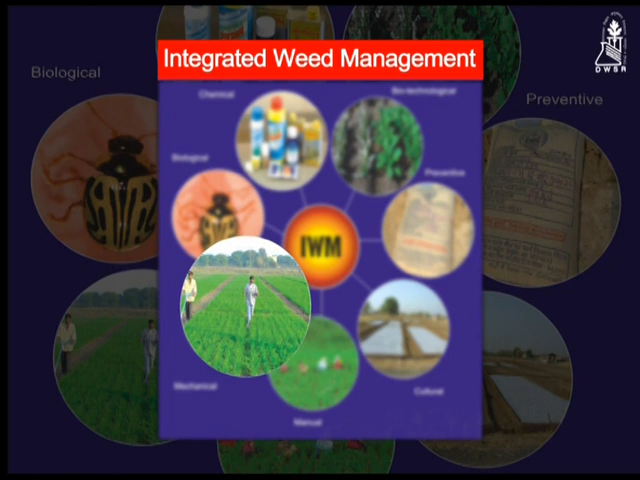 Integrated Weed Management
DWSR
Biological
Preventive
Chemical
Bio-technological
Biological
Preventive
IWM
Mechanical
Cultural
Manual